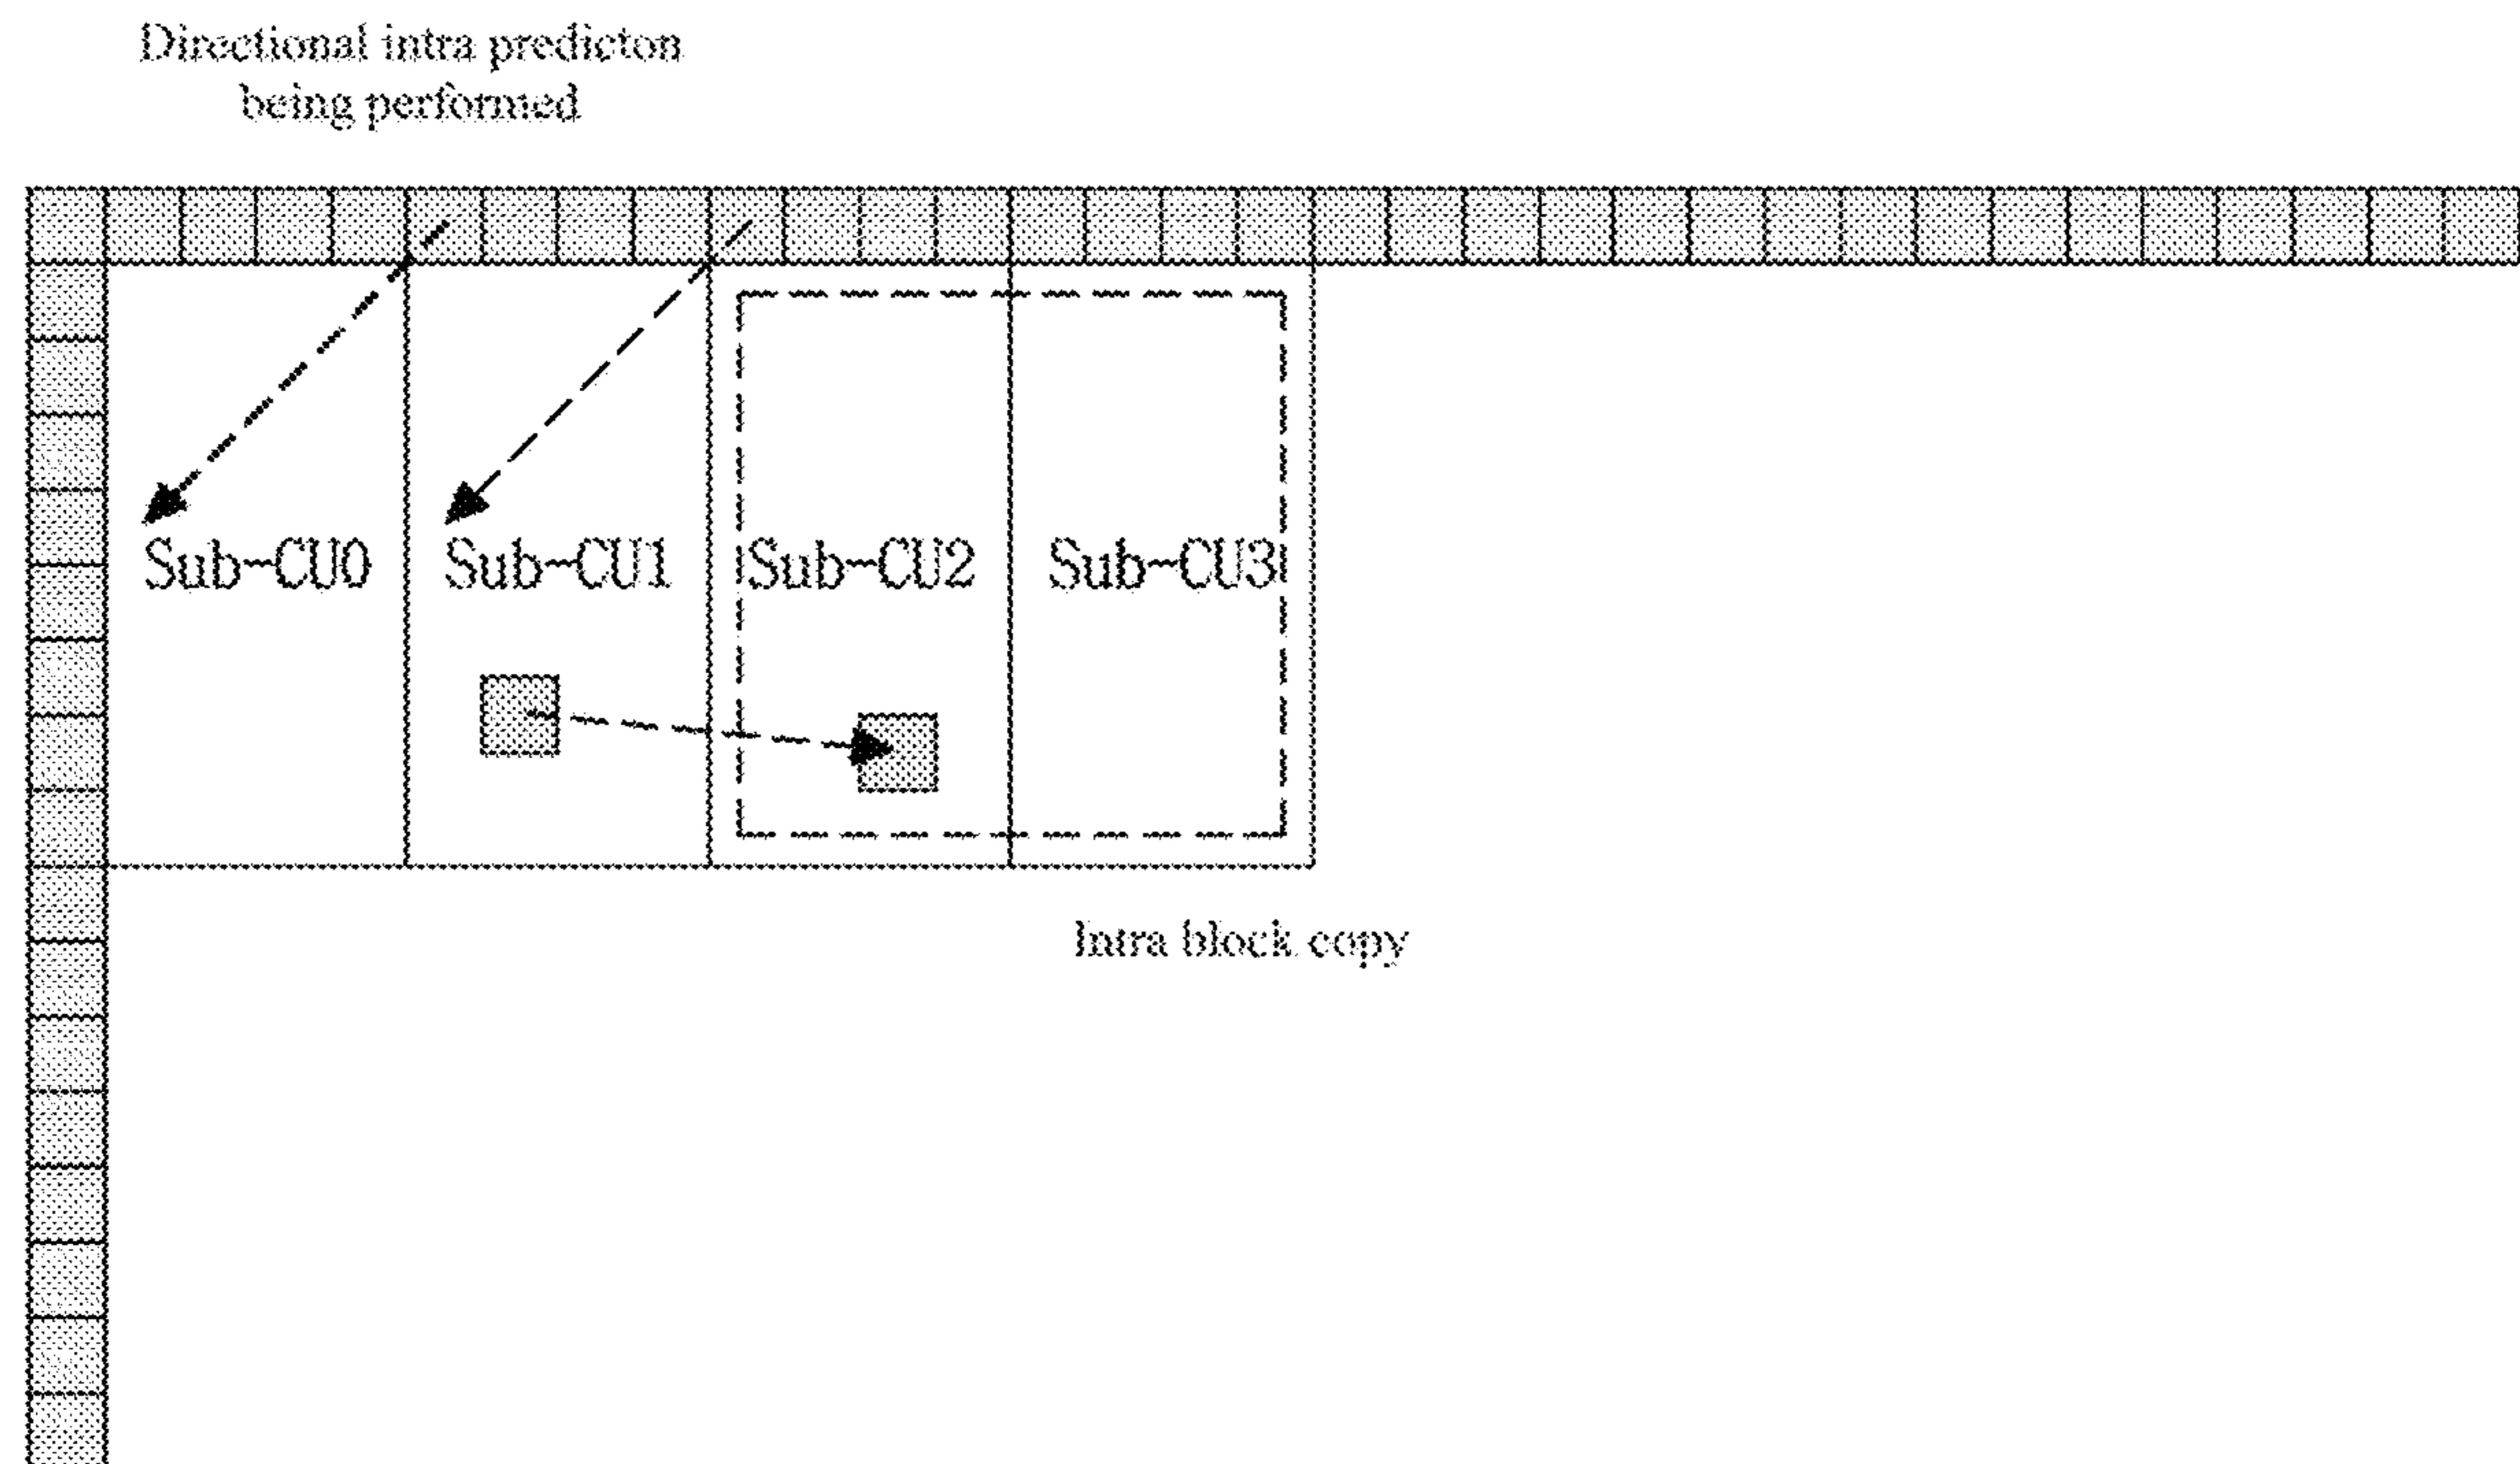 Directional intra predicton
being performed
Sub-CU0
Sub-CU1
Sub-CU2
Sub-CU3
Intra block copy